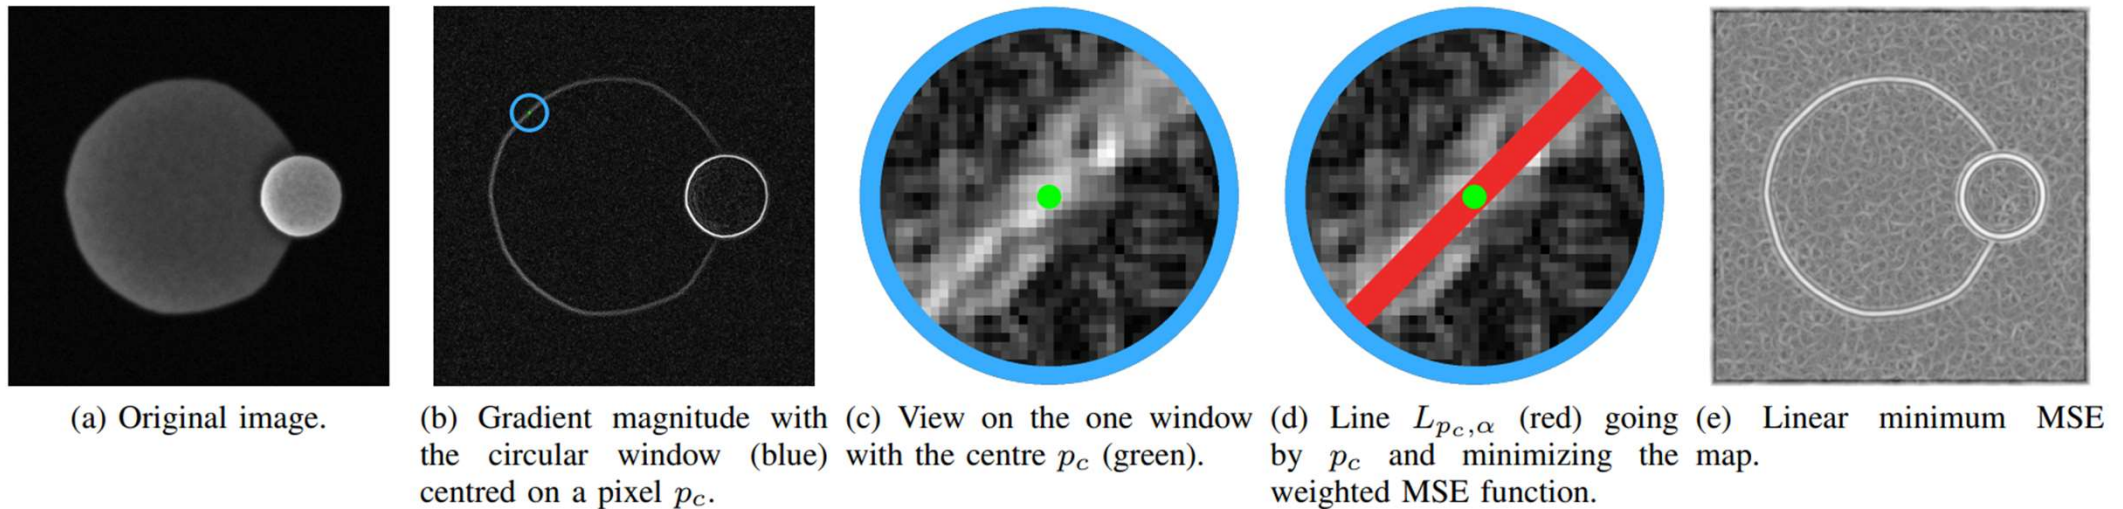 (a) Original image.
(b) Gradient magnitude with
the circular window (blue)
centred on a pixel p_c.
(c) View on the one window
with the centre p_c (green).
(d) Line L_{p_c,α} (red) going
by p_c and minimizing the
weighted MSE function.
(e) Linear minimum MSE
map.